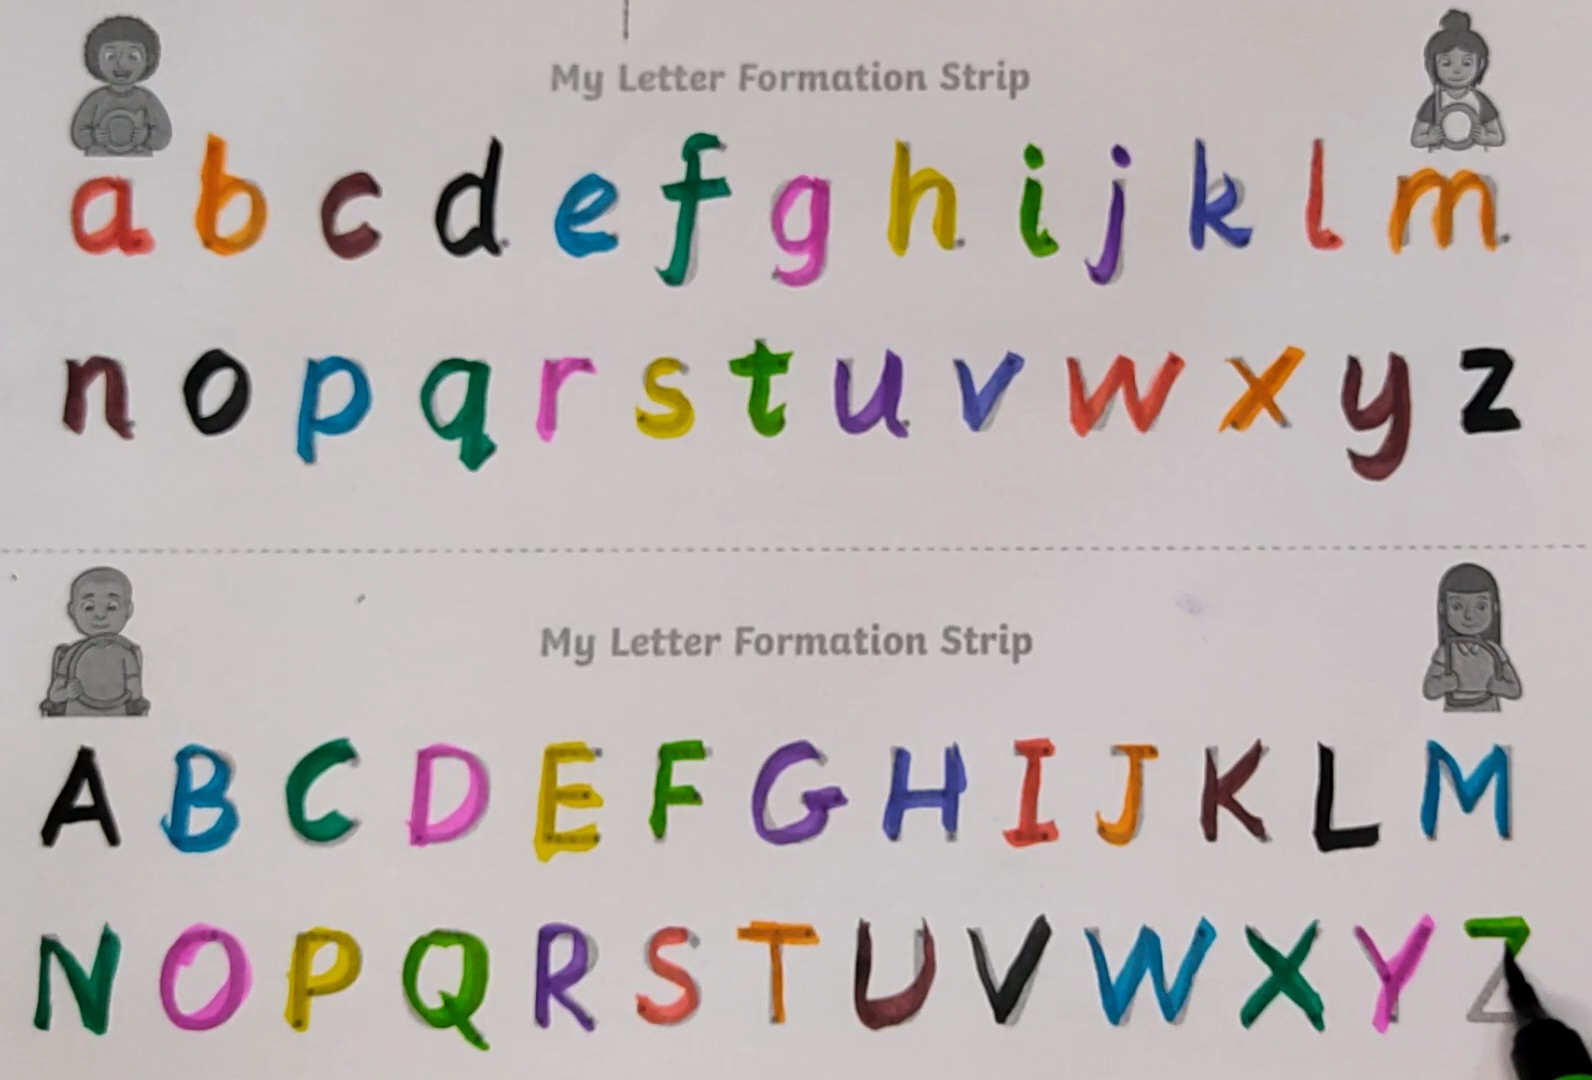 My Letter Formation Strip
a b c d e f g h i j k l m
n o p q r s t u v w x y z
My Letter Formation Strip
A B C D E F G H I J K L M
N O P Q R S T U V W X Y Z